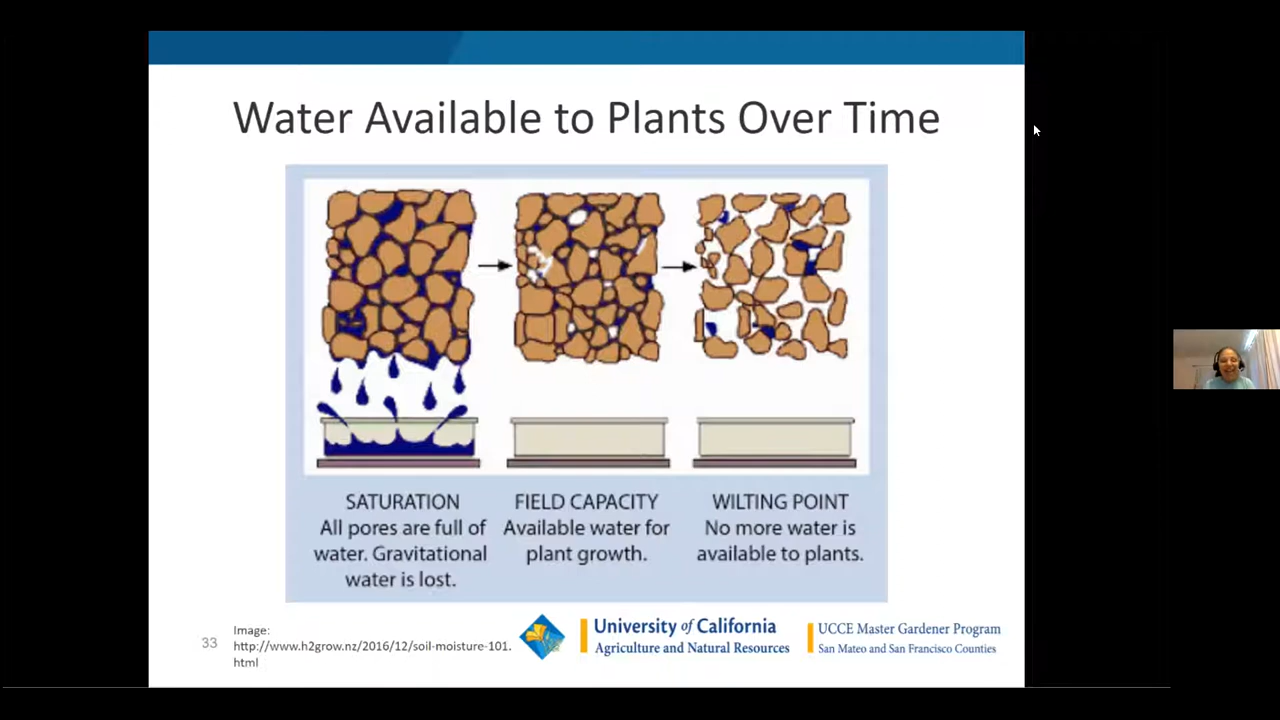 Water Available to Plants Over Time
SATURATION
All pores are full of
water. Gravitational
water is lost.
FIELD CAPACITY
Available water for
plant growth.
WILTING POINT
No more water is
available to plants.
33
Image:
http://www.h2grow.nz/2016/12/soil-moisture-101.
html
University of California
Agriculture and Natural Resources
UCCE Master Gardener Program
San Mateo and San Francisco Counties